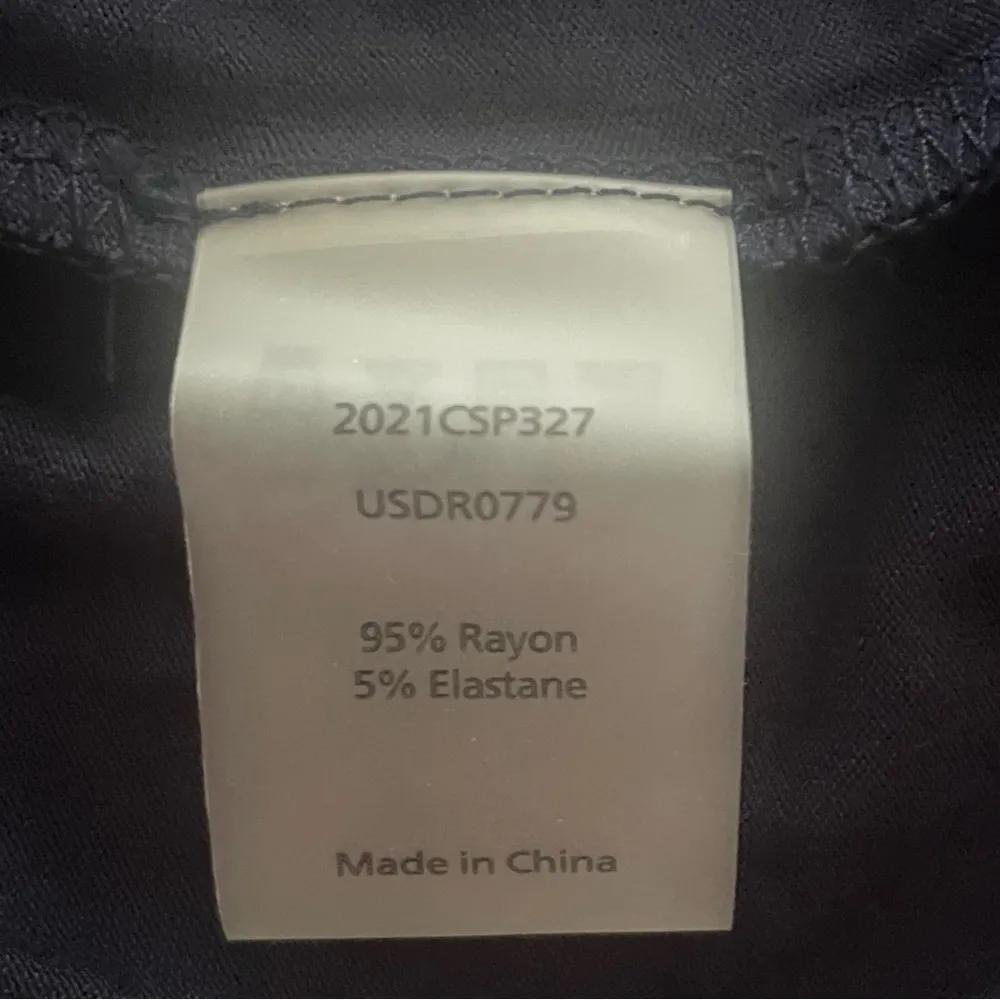 2021CSP327
USDR0779
95% Rayon
5% Elastane
Made in China